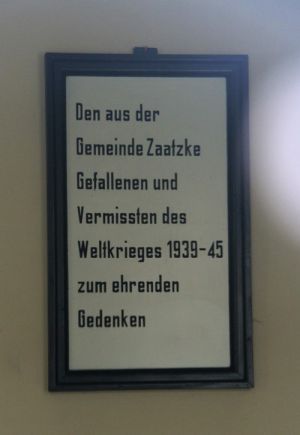 Den aus der
Gemeinde Zaatzke
Gefallenen und
Vermissten des
Weltkrieges 1939-45
zum ehrenden
Gedenken